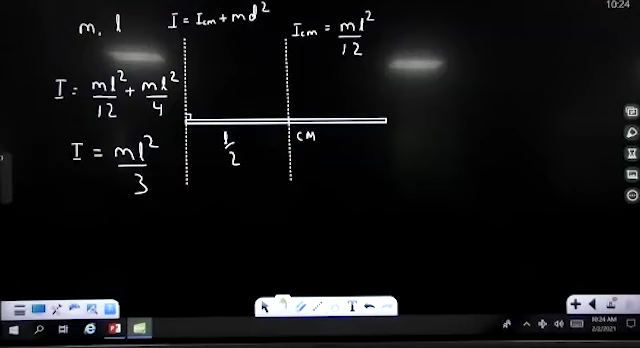 10:24
m, l
I = Icm + md²
Icm = ml²/12
I = ml²/12 + ml²/4
l/2
CM
I = ml²/3
T
10:24 AM
2/2/2021